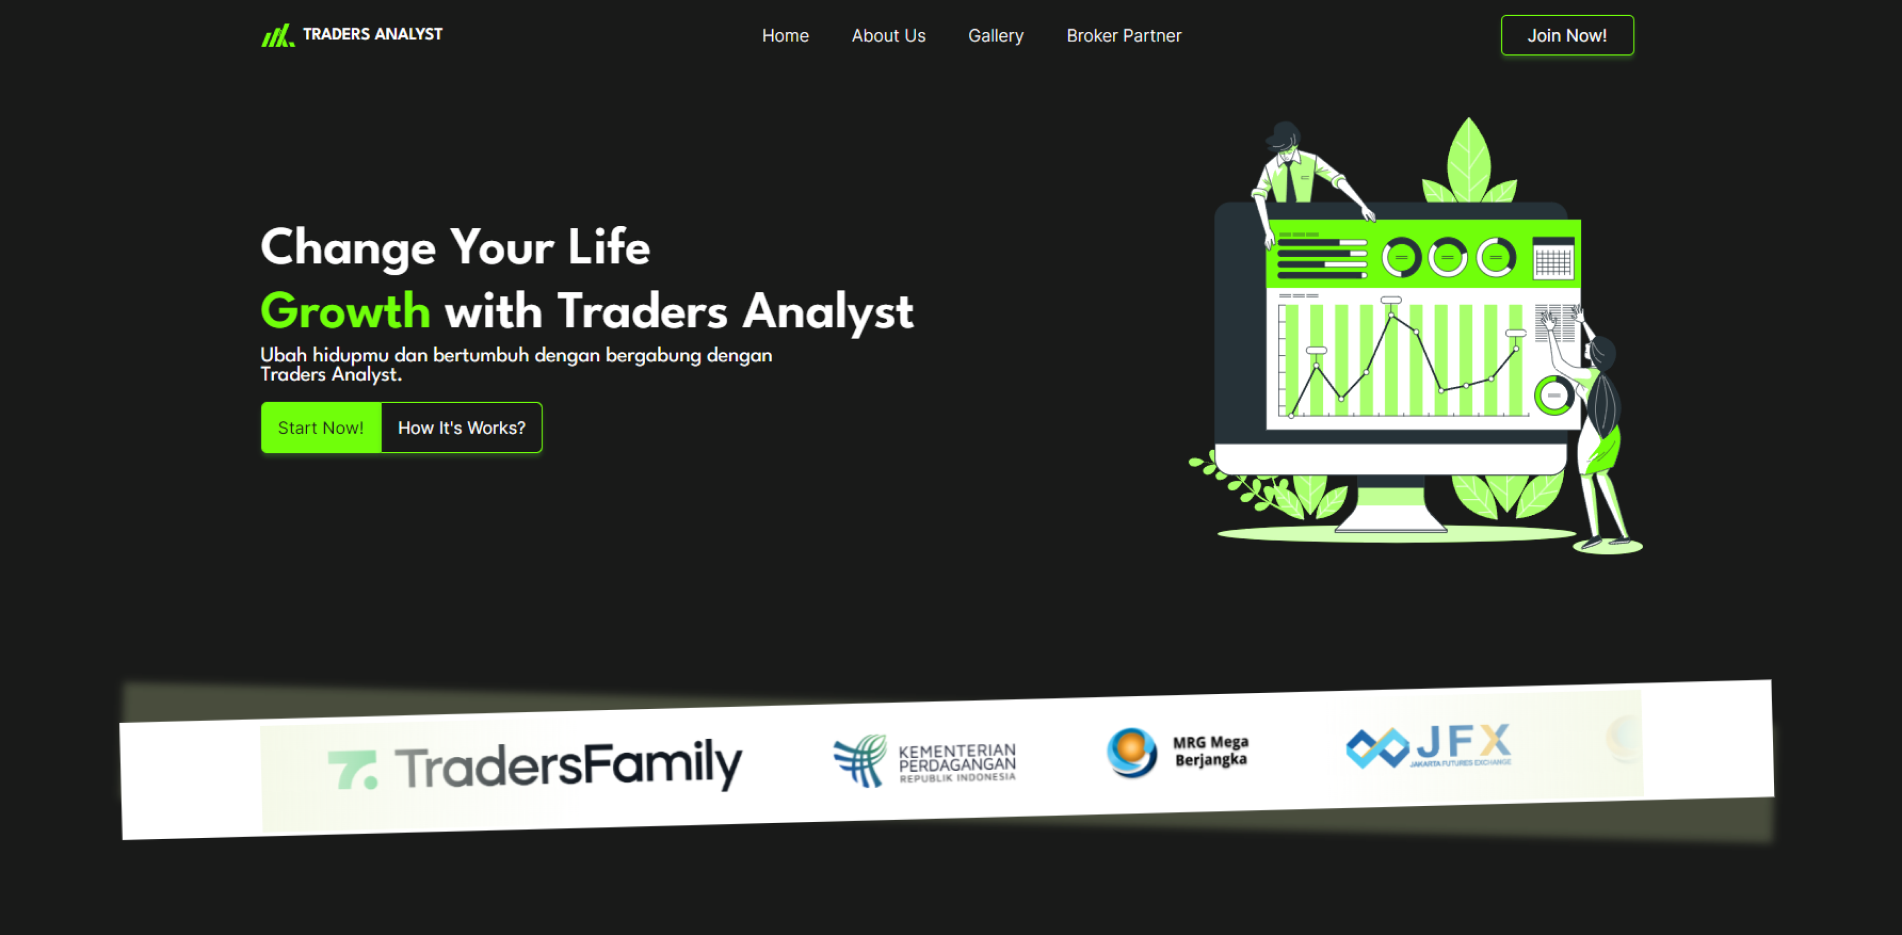 TRADERS ANALYST
Home
About Us
Gallery
Broker Partner
Join Now!
Change Your Life
Growth with Traders Analyst
Ubah hidupmu dan bertumbuh dengan bergabung dengan
Traders Analyst.
Start Now!
How It's Works?
TradersFamily
KEMENTERIAN
PERDAGANGAN
REPUBLIK INDONESIA
MRG Mega
Berjangka
JFX
JAKARTA FUTURES EXCHANGE